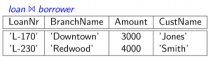 loan ⋈ borrower
LoanNr BranchName Amount CustName
'L-170' 'Downtown' 3000 'Jones'
'L-230' 'Redwood' 4000 'Smith'